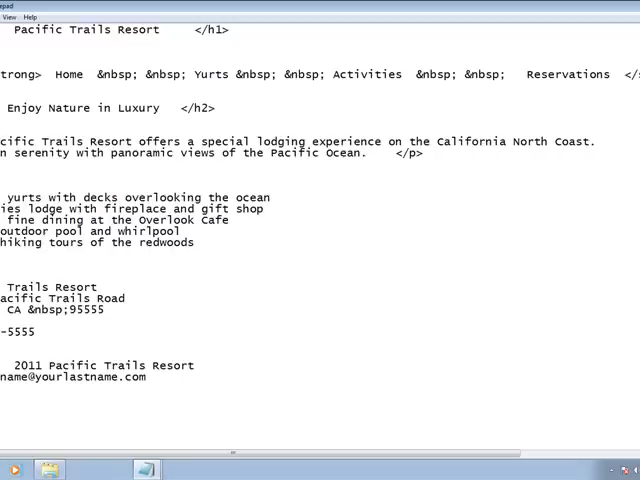 epad
View Help
Pacific Trails Resort </h1>
trong> Home &nbsp; &nbsp; Yurts &nbsp; &nbsp; Activities &nbsp; &nbsp; Reservations </s
Enjoy Nature in Luxury </h2>
cific Trails Resort offers a special lodging experience on the California North Coast.
n serenity with panoramic views of the Pacific Ocean. </p>
yurts with decks overlooking the ocean
ies lodge with fireplace and gift shop
fine dining at the Overlook Cafe
outdoor pool and whirlpool
hiking tours of the redwoods
Trails Resort
acific Trails Road
CA &nbsp;95555
-5555
2011 Pacific Trails Resort
name@yourlastname.com